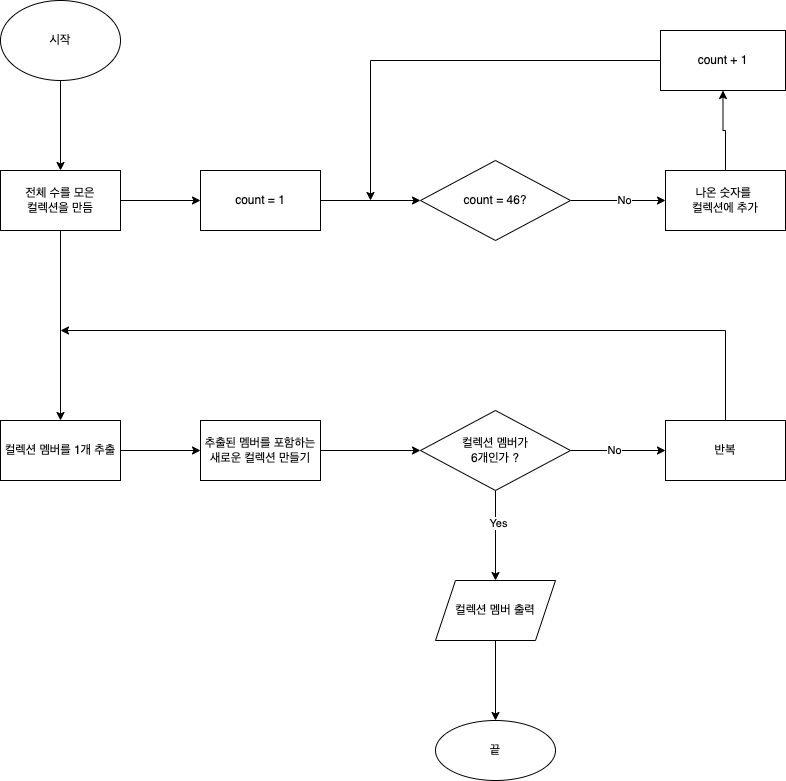 시작
count + 1
전체 수를 모은
컬렉션을 만듬
count = 1
count = 46?
No
나온 숫자를
컬렉션에 추가
컬렉션 멤버를 1개 추출
추출된 멤버를 포함하는
새로운 컬렉션 만들기
컬렉션 멤버가
6개인가 ?
No
반복
Yes
컬렉션 멤버 출력
끝